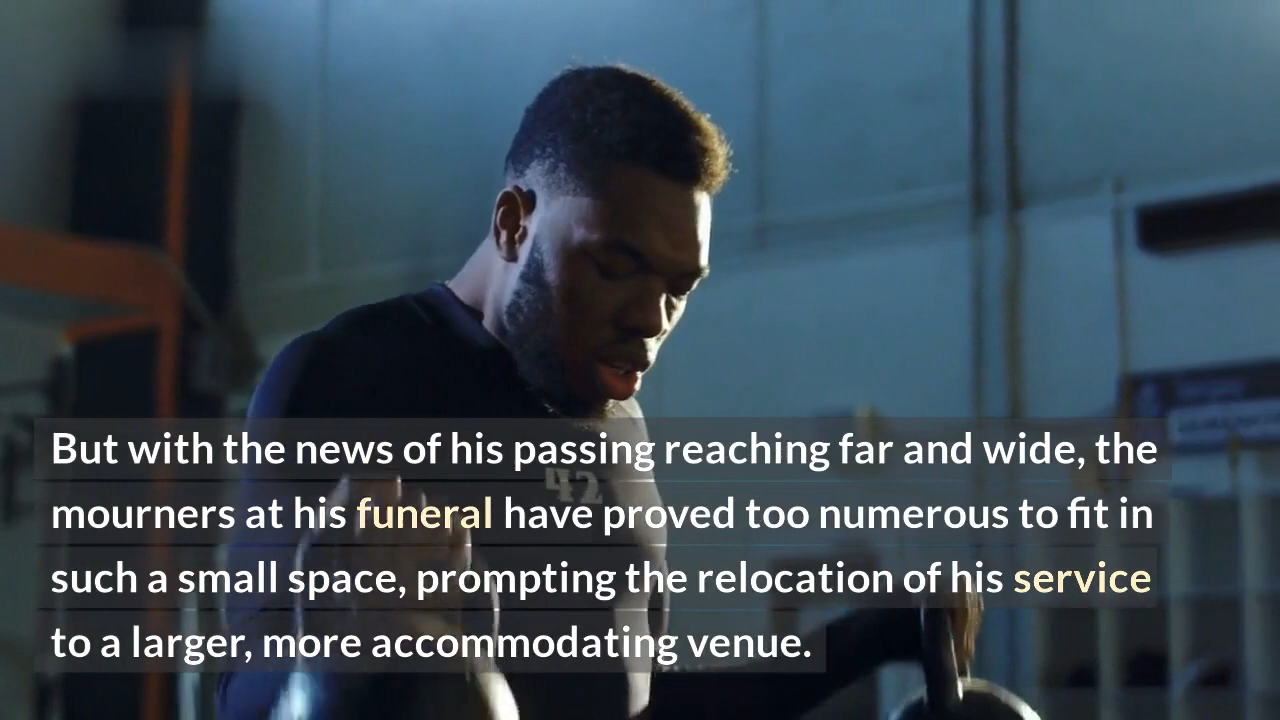 But with the news of his passing reaching far and wide, the
mourners at his funeral have proved too numerous to fit in
such a small space, prompting the relocation of his service
to a larger, more accommodating venue.
42